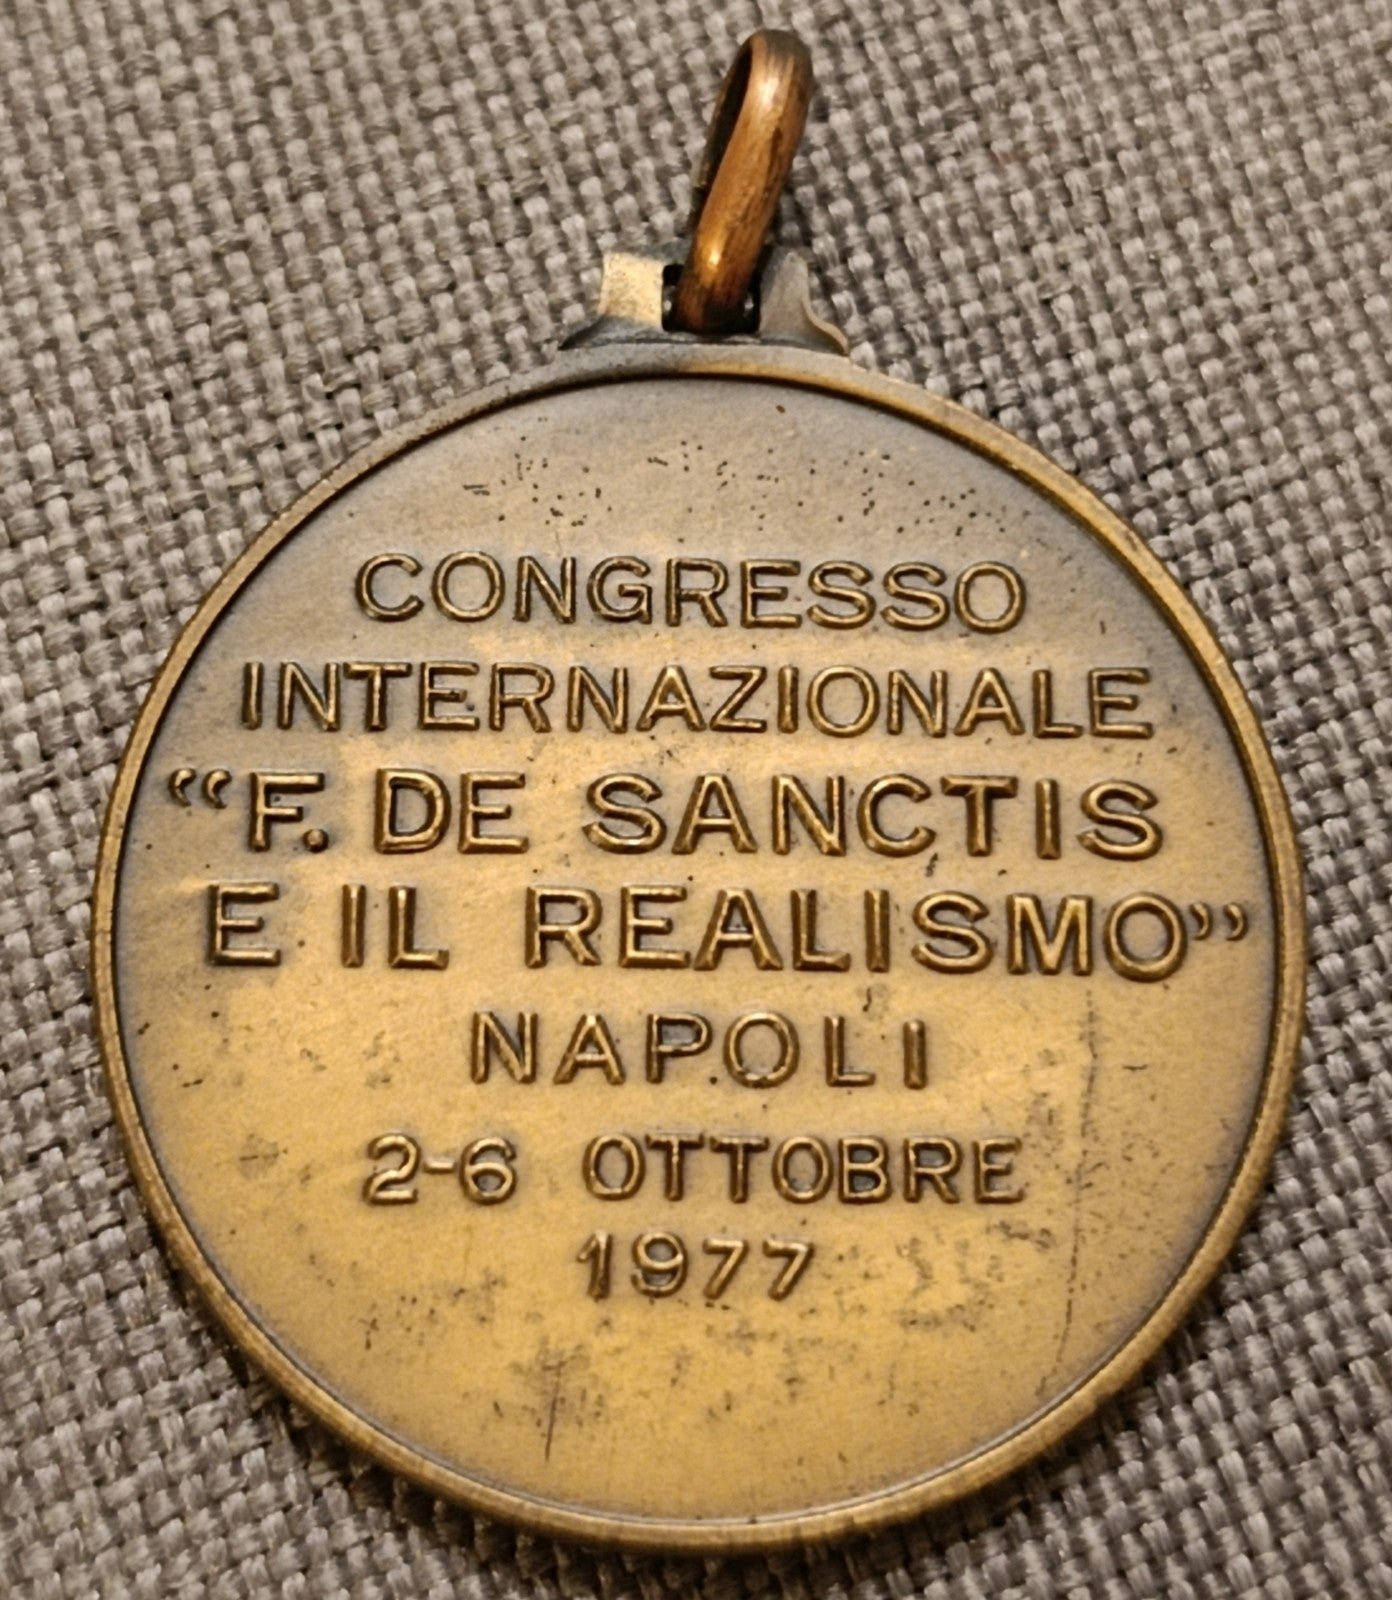 CONGRESSO
INTERNAZIONALE
“F. DE SANCTIS
E IL REALISMO”
NAPOLI
2-6 OTTOBRE
1977